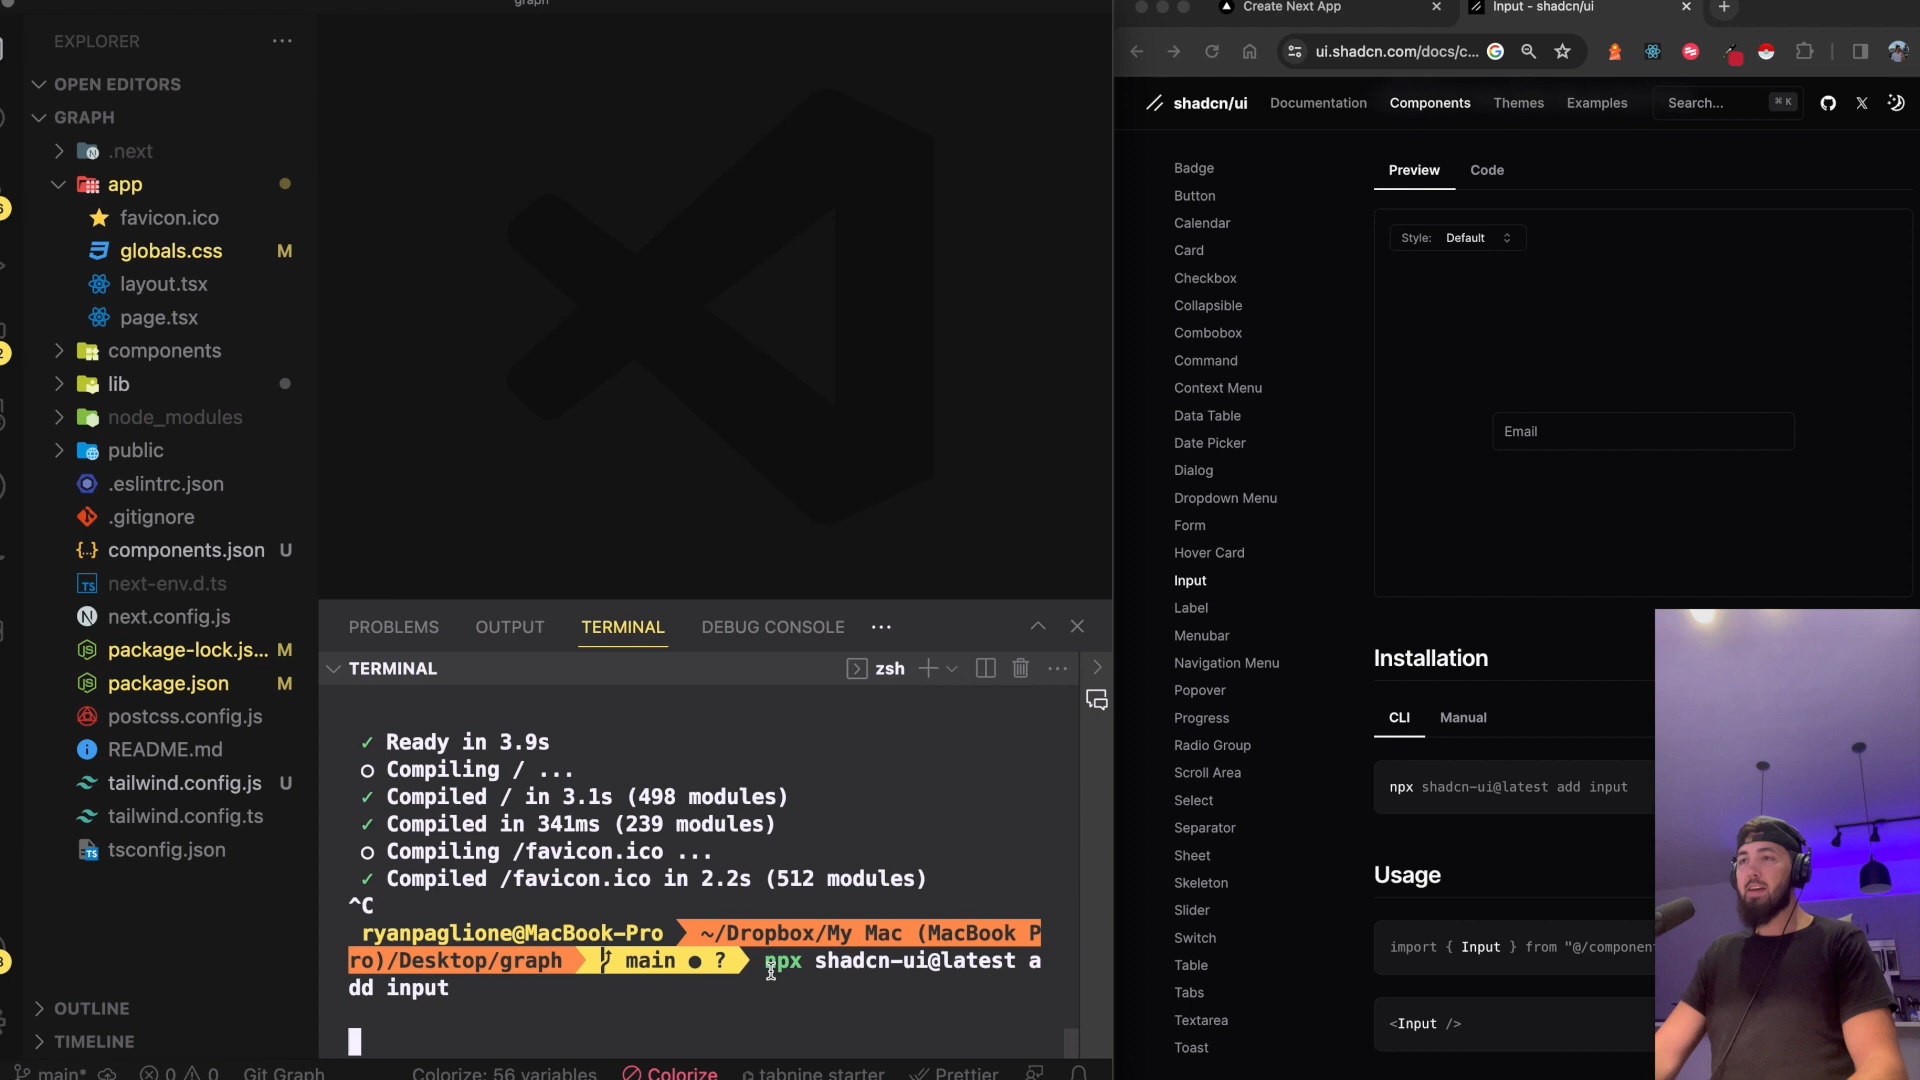 graph
EXPLORER
OPEN EDITORS
GRAPH
.next
app
favicon.ico
globals.css M
layout.tsx
page.tsx
components
lib
node_modules
public
.eslintrc.json
.gitignore
components.json U
next-env.d.ts
next.config.js
package-lock.js... M
package.json M
postcss.config.js
README.md
tailwind.config.js U
tailwind.config.ts
tsconfig.json
OUTLINE
TIMELINE
PROBLEMS OUTPUT TERMINAL DEBUG CONSOLE
TERMINAL
zsh
✓ Ready in 3.9s
○ Compiling / ...
✓ Compiled / in 3.1s (498 modules)
✓ Compiled in 341ms (239 modules)
○ Compiling /favicon.ico ...
✓ Compiled /favicon.ico in 2.2s (512 modules)
^C
ryanpaglione@MacBook-Pro ~/Dropbox/My Mac (MacBook P
ro)/Desktop/graph main ● ? npx shadcn-ui@latest a
dd input
main* 0 0 Git Graph Colorize: 56 variables Colorize tabnine starter Prettier
Create Next App
Input - shadcn/ui
ui.shadcn.com/docs/c...
shadcn/ui Documentation Components Themes Examples Search... ⌘ K
Badge
Button
Calendar
Card
Checkbox
Collapsible
Combobox
Command
Context Menu
Data Table
Date Picker
Dialog
Dropdown Menu
Form
Hover Card
Input
Label
Menubar
Navigation Menu
Popover
Progress
Radio Group
Scroll Area
Select
Separator
Sheet
Skeleton
Slider
Switch
Table
Tabs
Textarea
Toast
Preview Code
Style: Default
Email
Installation
CLI Manual
npx shadcn-ui@latest add input
Usage
import { Input } from "@/component
<Input />